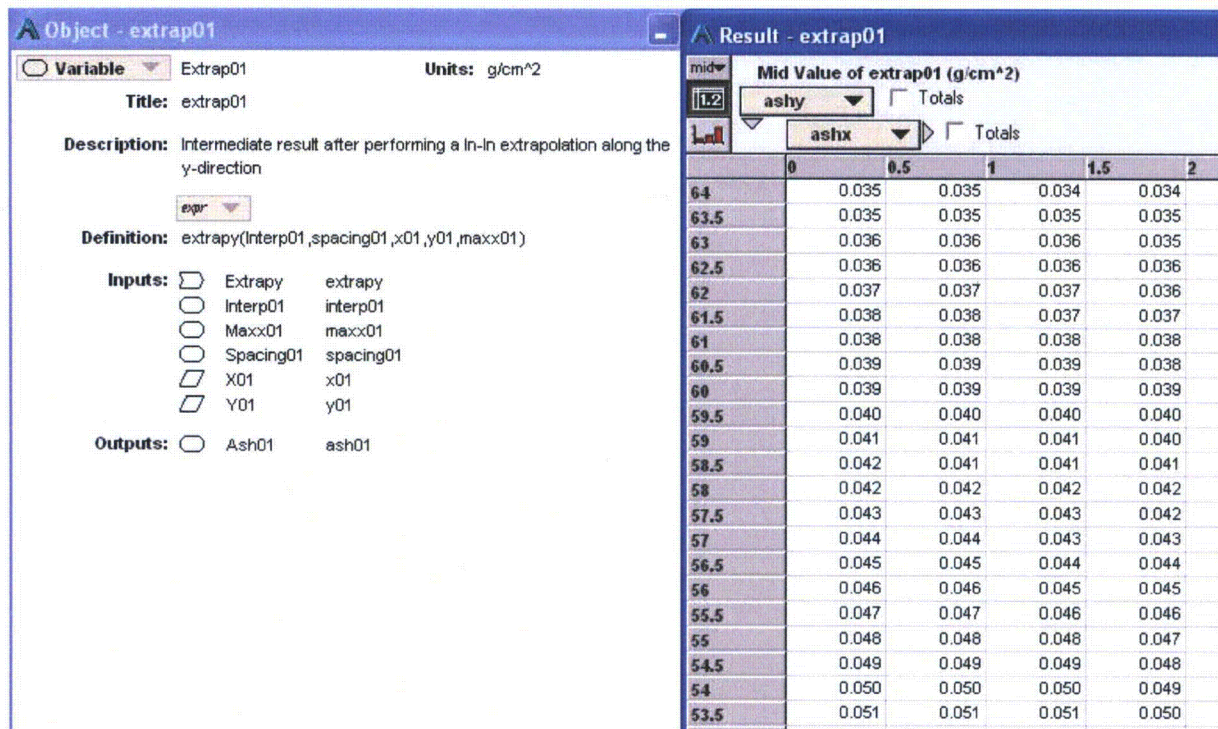 Object - extrap01
Variable Extrap01 Units: g/cm^2
Title: extrap01
Description: Intermediate result after performing a ln-ln extrapolation along the
y-direction
expr
Definition: extrapy(Interp01,spacing01,x01,y01,maxx01)
Inputs: Extrapy extrapy
Interp01 interp01
Maxx01 maxx01
Spacing01 spacing01
X01 x01
Y01 y01
Outputs: Ash01 ash01
Result - extrap01
mid Mid Value of extrap01 (g/cm^2)
1.2 ashy Totals
ashx Totals
0 0.5 1 1.5 2
64 0.035 0.035 0.034 0.034
63.5 0.035 0.035 0.035 0.035
63 0.036 0.036 0.036 0.035
62.5 0.036 0.036 0.036 0.036
62 0.037 0.037 0.037 0.036
61.5 0.038 0.038 0.037 0.037
61 0.038 0.038 0.038 0.038
60.5 0.039 0.039 0.039 0.038
60 0.039 0.039 0.039 0.039
59.5 0.040 0.040 0.040 0.040
59 0.041 0.041 0.041 0.040
58.5 0.042 0.041 0.041 0.041
58 0.042 0.042 0.042 0.042
57.5 0.043 0.043 0.043 0.042
57 0.044 0.044 0.043 0.043
56.5 0.045 0.045 0.044 0.044
56 0.046 0.046 0.045 0.045
55.5 0.047 0.047 0.046 0.046
55 0.048 0.048 0.048 0.047
54.5 0.049 0.049 0.049 0.048
54 0.050 0.050 0.050 0.049
53.5 0.051 0.051 0.051 0.050